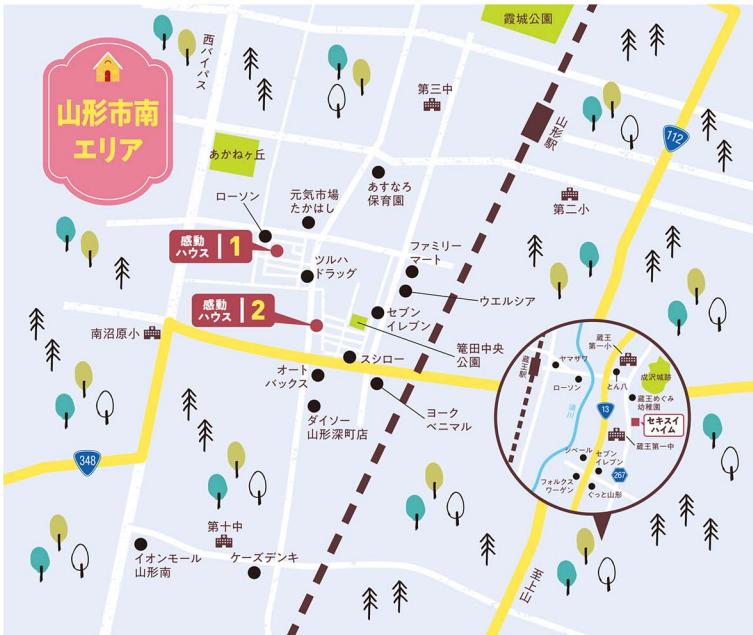 霞城公園
山形市南
エリア
西バイパス
第三中
山形駅
112
あかねヶ丘
元気市場
たかはし
あすなろ
保育園
第二小
ローソン
感動
ハウス
1
ツルハ
ドラッグ
ファミリー
マート
ウエルシア
感動
ハウス
2
セブン
イレブン
篭田中央
公園
南沼原小
スシロー
オート
バックス
ヨーク
ベニマル
ダイソー
山形深町店
348
第十中
イオンモール
山形南
ケーズデンキ
蔵王
第一小
ヤマザワ
蔵王駅
成沢城跡
ローソン
とん八
蔵王めぐみ
幼稚園
13
セキスイ
ハイム
蔵王第一中
シベール
セブン
イレブン
267
フォルクス
ワーゲン
ぐっと山形
至上山